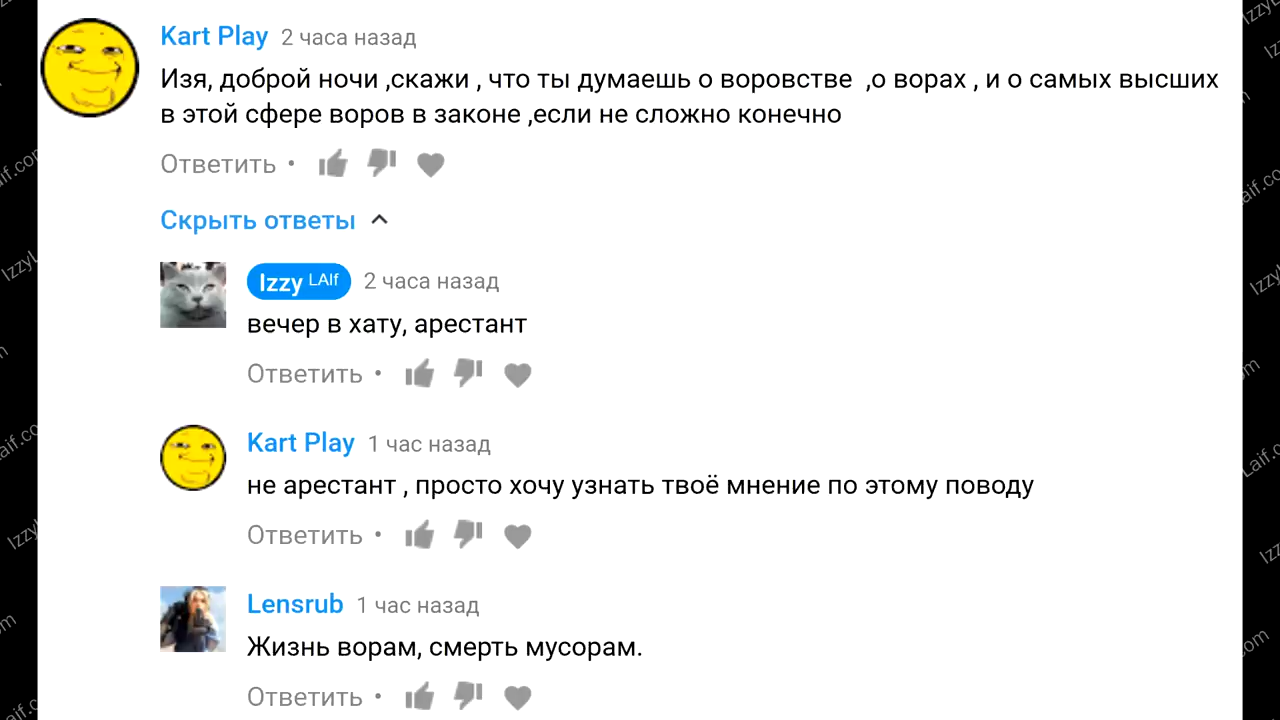 Kart Play 2 часа назад
Изя, доброй ночи ,скажи , что ты думаешь о воровстве ,о ворах , и о самых высших
в этой сфере воров в законе ,если не сложно конечно
Ответить •
Скрыть ответы
Izzy LAIf 2 часа назад
вечер в хату, арестант
Ответить •
Kart Play 1 час назад
не арестант , просто хочу узнать твоё мнение по этому поводу
Ответить •
Lensrub 1 час назад
Жизнь ворам, смерть мусорам.
Ответить •